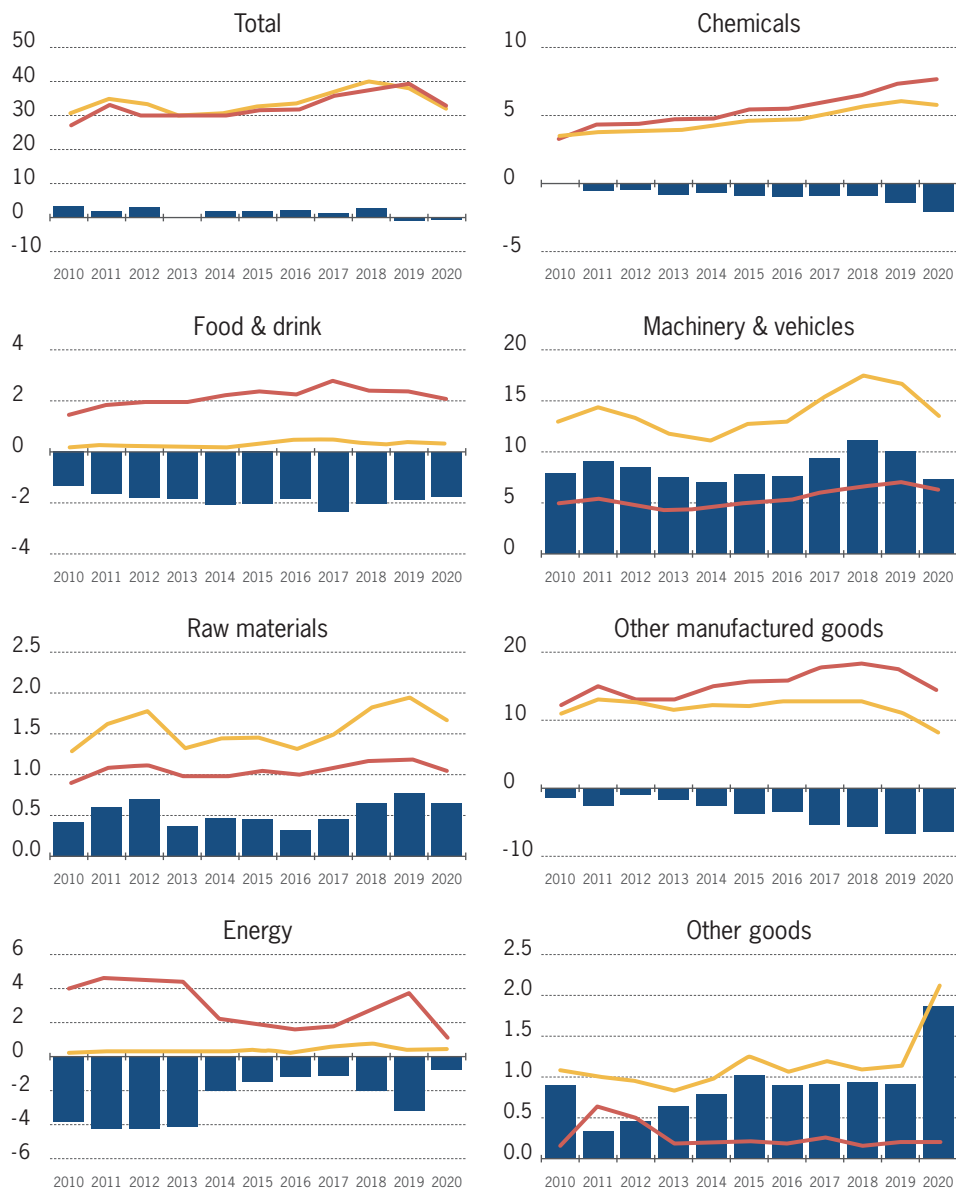 Total
50
40
30
20
10
0
-10
2010 2011 2012 2013 2014 2015 2016 2017 2018 2019 2020
Chemicals
10
5
0
-5
2010 2011 2012 2013 2014 2015 2016 2017 2018 2019 2020
Food & drink
4
2
0
-2
-4
2010 2011 2012 2013 2014 2015 2016 2017 2018 2019 2020
Machinery & vehicles
20
15
10
5
0
2010 2011 2012 2013 2014 2015 2016 2017 2018 2019 2020
Raw materials
2.5
2.0
1.5
1.0
0.5
0.0
2010 2011 2012 2013 2014 2015 2016 2017 2018 2019 2020
Other manufactured goods
20
10
0
-10
2010 2011 2012 2013 2014 2015 2016 2017 2018 2019 2020
Energy
6
4
2
0
-2
-4
-6
2010 2011 2012 2013 2014 2015 2016 2017 2018 2019 2020
Other goods
2.5
2.0
1.5
1.0
0.5
0.0
2010 2011 2012 2013 2014 2015 2016 2017 2018 2019 2020